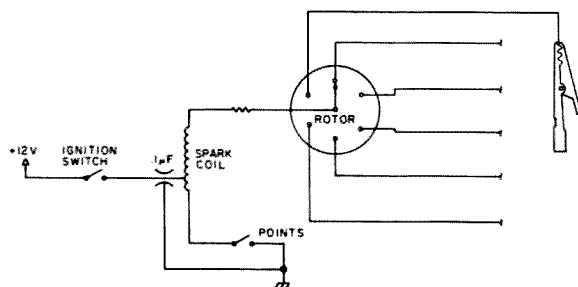 +12V
IGNITION
SWITCH
.1µF
SPARK
COIL
ROTOR
POINTS